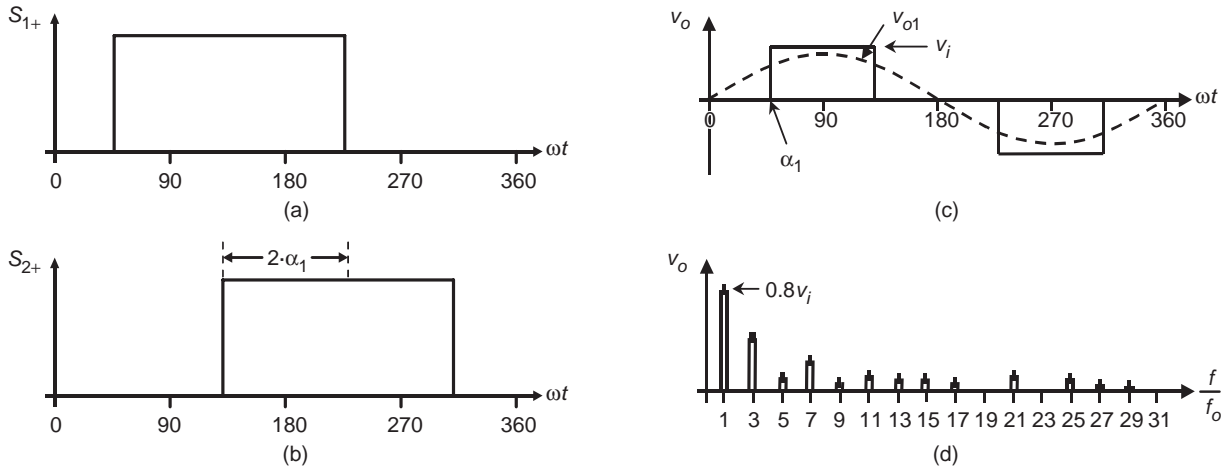 S1+
0 90 180 270 360 ωt
(a)
S2+
2·α1
0 90 180 270 360 ωt
(b)
vo vo1 vi
0 90 180 270 360 ωt
α1
(c)
vo
0.8vi
1 3 5 7 9 11 13 15 17 19 21 23 25 27 29 31
f
fo
(d)